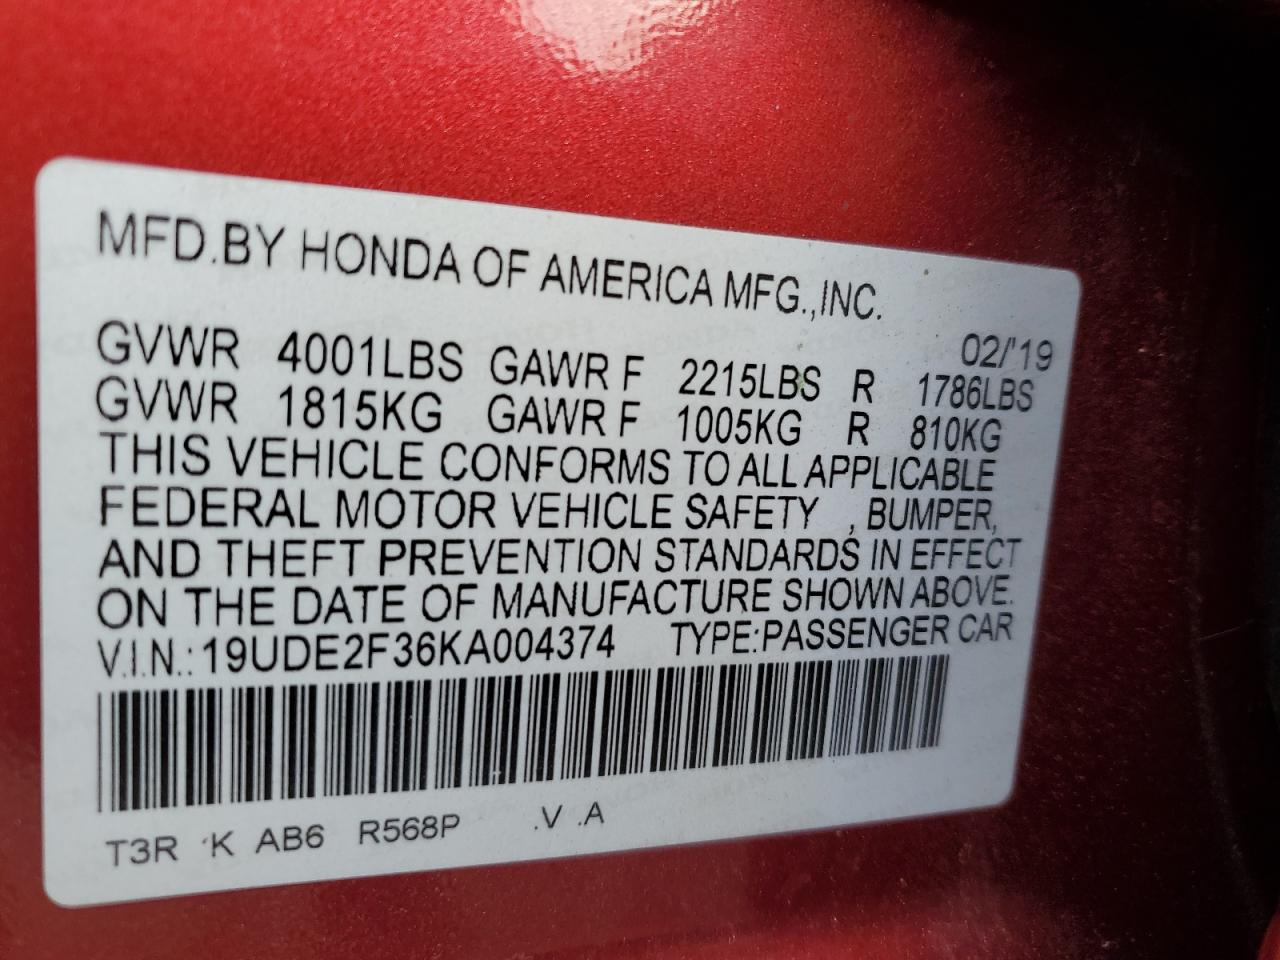 MFD.BY HONDA OF AMERICA MFG.,INC.
02/'19
GVWR 4001LBS GAWR F 2215LBS R 1786LBS
GVWR 1815KG GAWR F 1005KG R 810KG
THIS VEHICLE CONFORMS TO ALL APPLICABLE
FEDERAL MOTOR VEHICLE SAFETY , BUMPER,
AND THEFT PREVENTION STANDARDS IN EFFECT
ON THE DATE OF MANUFACTURE SHOWN ABOVE.
V.I.N.: 19UDE2F36KA004374 TYPE:PASSENGER CAR
T3R K AB6 R568P .V .A